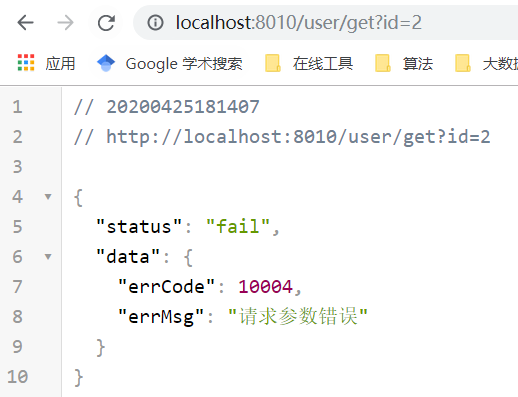 localhost:8010/user/get?id=2
应用 Google 学术搜索 在线工具 算法 大数据
1 // 20200425181407
2 // http://localhost:8010/user/get?id=2
3
4 {
5 "status": "fail",
6 "data": {
7 "errCode": 10004,
8 "errMsg": "请求参数错误"
9 }
10 }